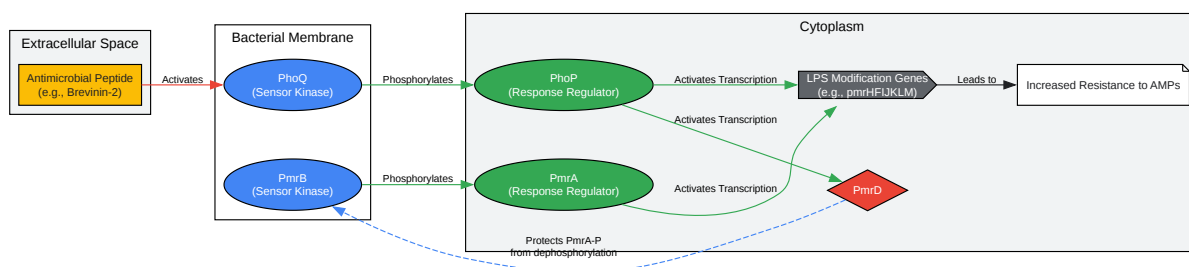 Cytoplasm
Extracellular Space
Bacterial Membrane
Antimicrobial Peptide
(e.g., Brevinin-2)
Activates
PhoQ
(Sensor Kinase)
Phosphorylates
PhoP
(Response Regulator)
Activates Transcription
LPS Modification Genes
(e.g., pmrHFIJKLM)
Leads to
Increased Resistance to AMPs
Activates Transcription
PmrB
(Sensor Kinase)
Phosphorylates
PmrA
(Response Regulator)
Activates Transcription
PmrD
Protects PmrA-P
from dephosphorylation